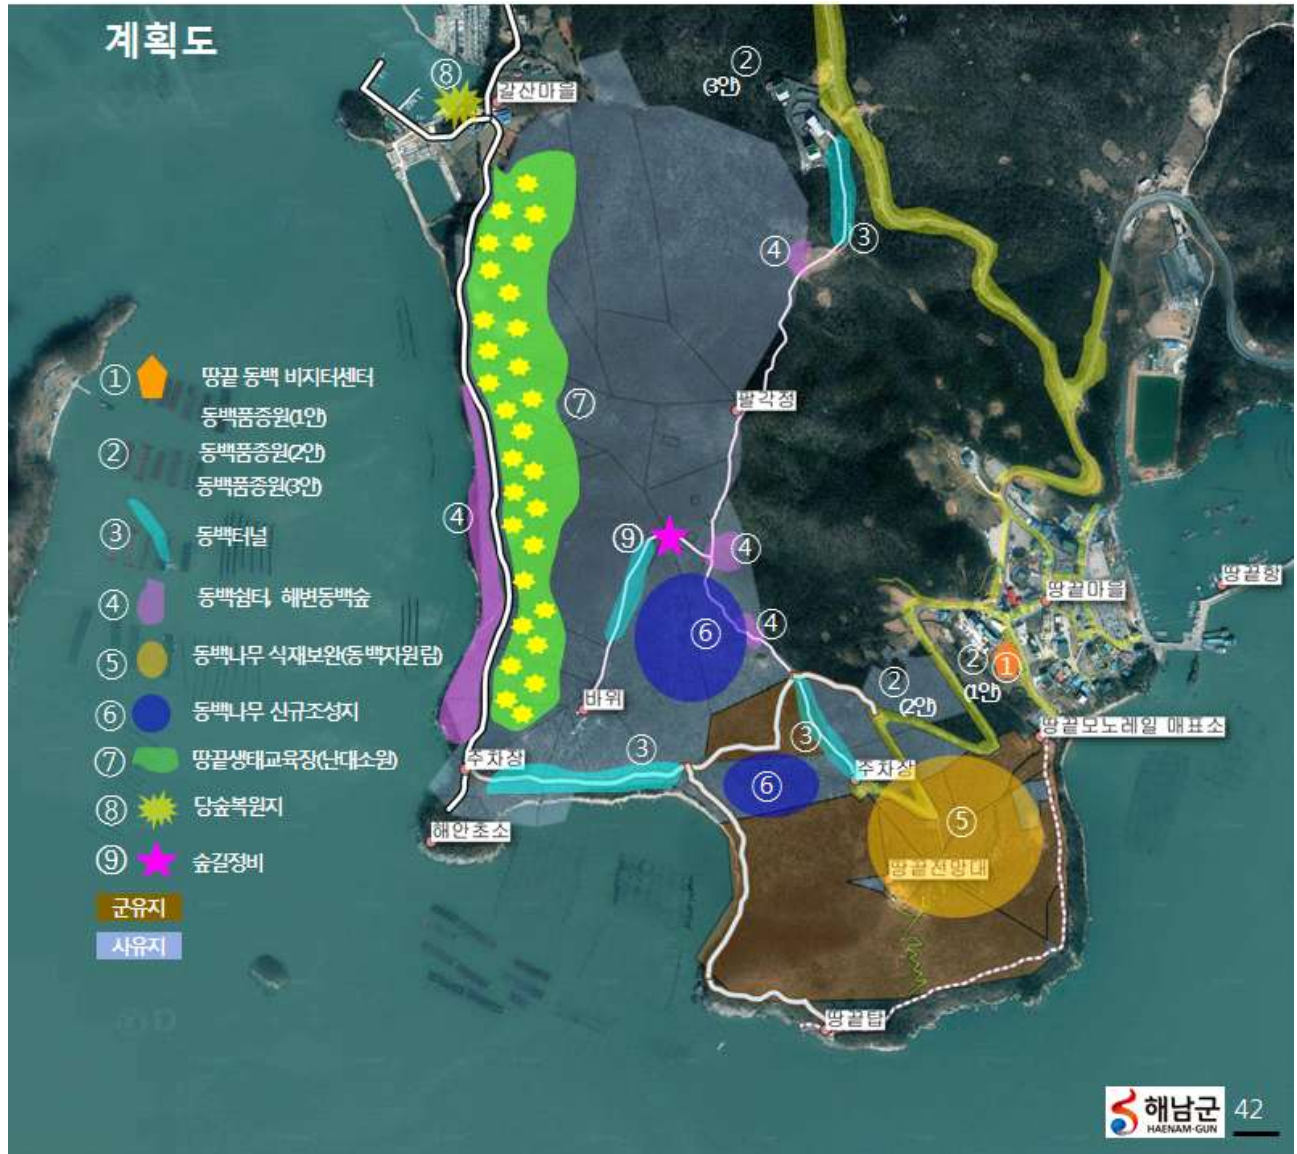 계획도
⑧
갈산마을
②
(3안)
③
④
⑦
팔각정
① 땅끝 동백 비지터센터
동백품종원(1안)
② 동백품종원(2안)
동백품종원(3안)
③ 동백터널
④ 동백쉼터, 해변동백숲
⑤ 동백나무 식재보완(동백자원림)
⑥ 동백나무 신규조성지
⑦ 땅끝생태교육장(난대소원)
⑧ 당숲복원지
⑨ 숲길정비
군유지
사유지
④
⑨
④
⑥
④
바위
땅끝항
땅끝마을
②
(1안)
①
②
(2안)
땅끝모노레일 매표소
주차장
③
③
주차장
⑥
⑤
해안초소
땅끝전망대
땅끝탑
해남군
HAENAM-GUN
42